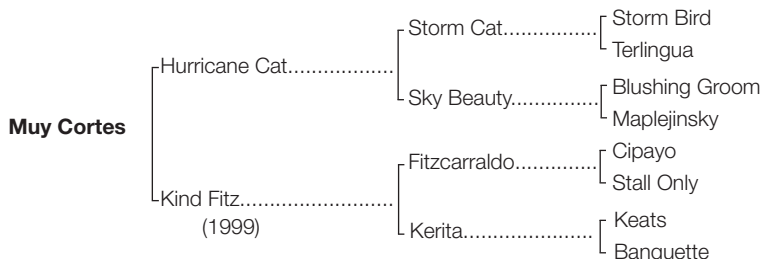 Storm Bird
Storm Cat................
Terlingua
Hurricane Cat..................
Blushing Groom
Sky Beauty...............
Maplejinsky
Muy Cortes
Cipayo
Fitzcarraldo..............
Stall Only
Kind Fitz..........................
(1999)
Keats
Kerita......................
Banquette